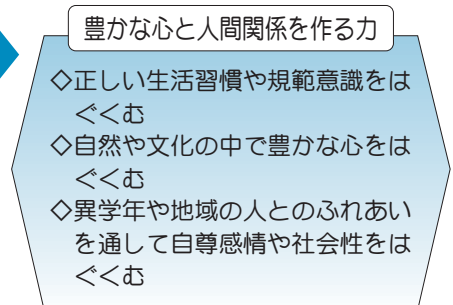 豊かな心と人間関係を作る力
◇正しい生活習慣や規範意識をは
ぐくむ
◇自然や文化の中で豊かな心をは
ぐくむ
◇異学年や地域の人とのふれあい
を通して自尊感情や社会性をは
ぐくむ